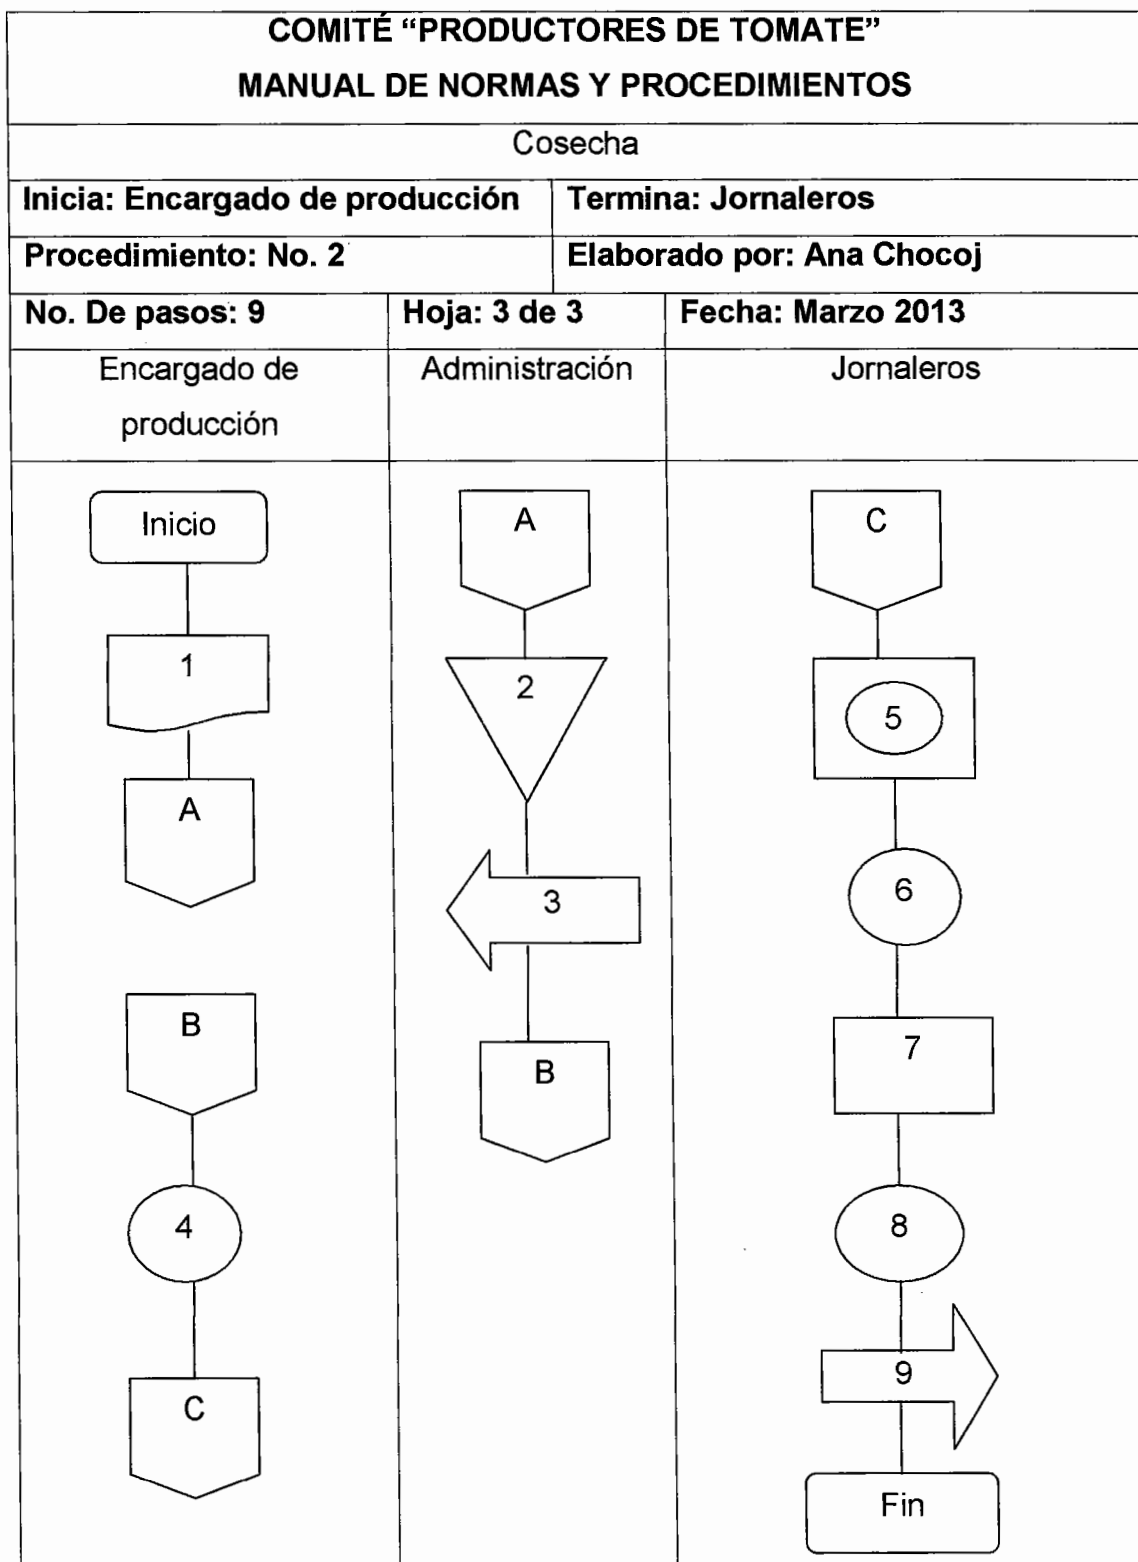 COMITÉ “PRODUCTORES DE TOMATE”
MANUAL DE NORMAS Y PROCEDIMIENTOS
Cosecha
Inicia: Encargado de producción
Termina: Jornaleros
Procedimiento: No. 2
Elaborado por: Ana Chocoj
No. De pasos: 9
Hoja: 3 de 3
Fecha: Marzo 2013
Encargado de
producción
Administración
Jornaleros
Inicio
1
A
B
4
C
A
2
3
B
C
5
6
7
8
9
Fin